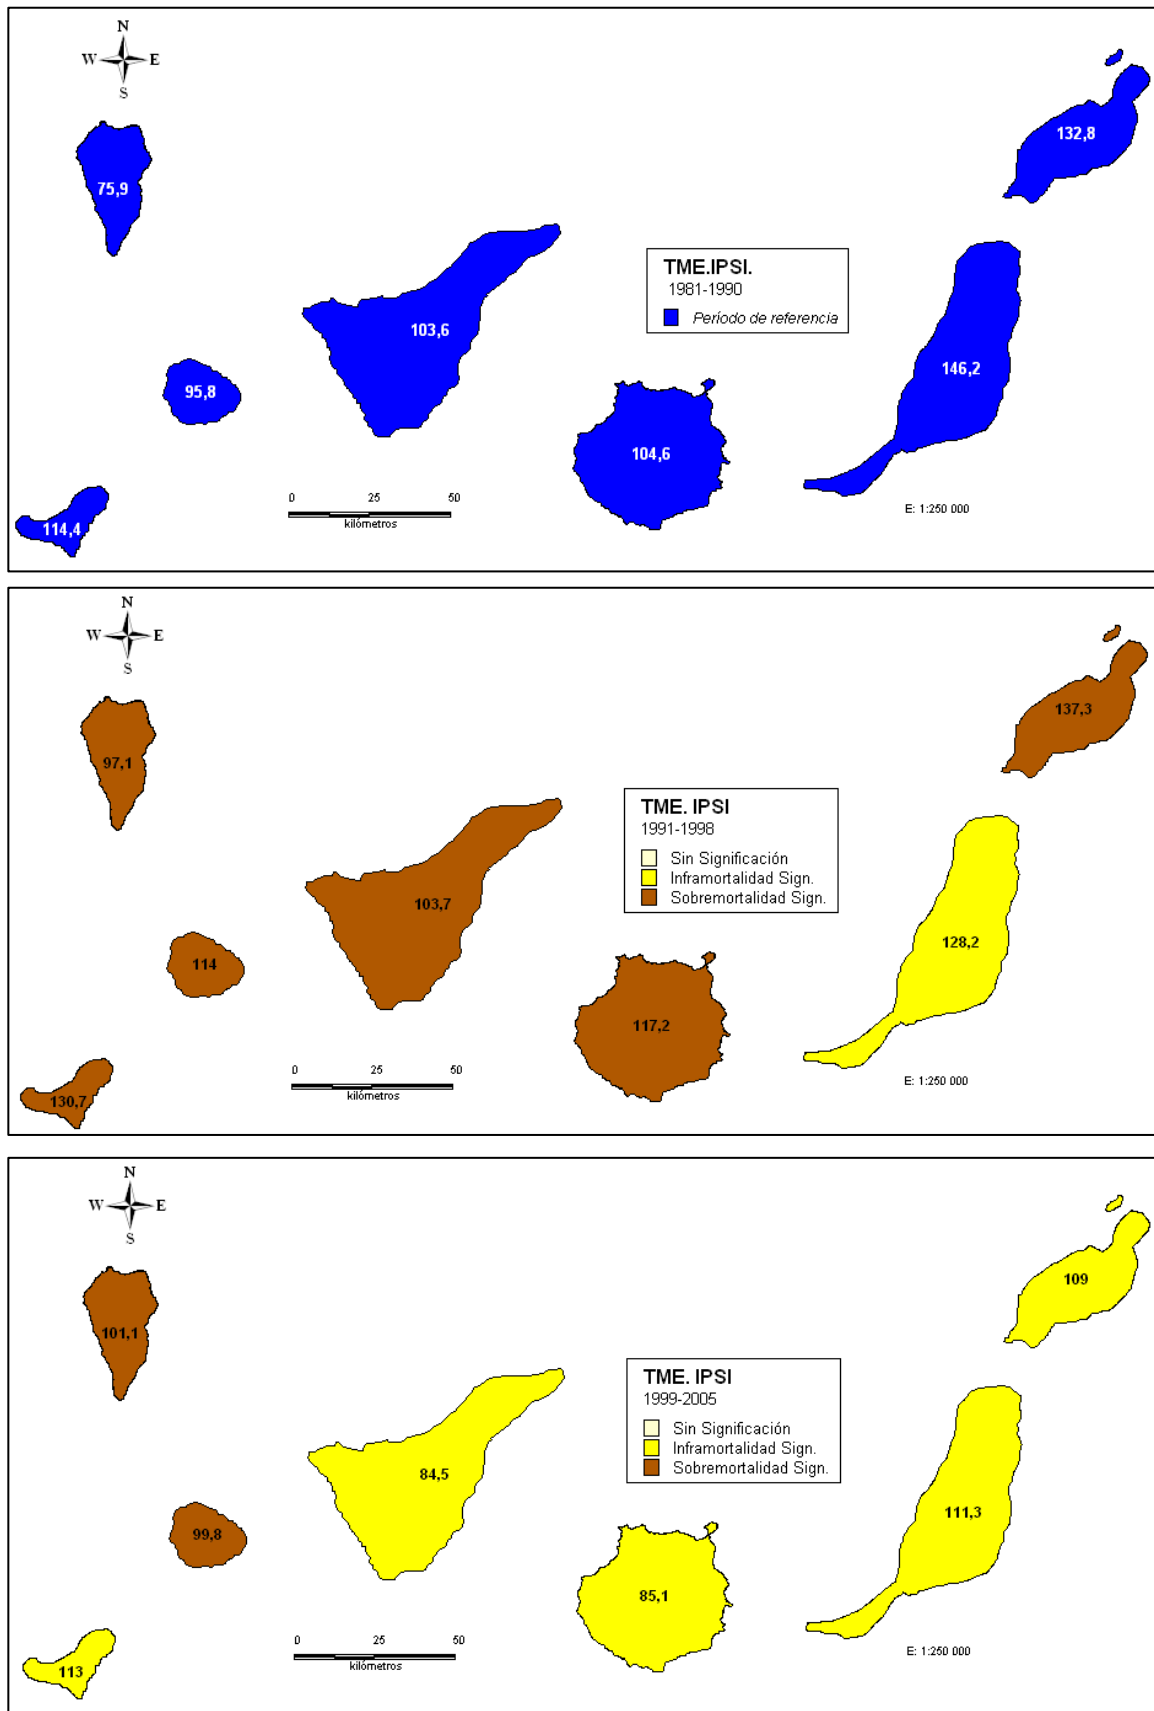 N
W E
S
132,8
75,9
TME.IPSI.
1981-1990
Período de referencia
103,6
146,2
95,8
104,6
0 25 50
kilómetros
E: 1:250 000
114,4
N
W E
S
137,3
97,1
TME. IPSI
1991-1998
Sin Significación
Inframortalidad Sign.
Sobremortalidad Sign.
103,7
128,2
114
117,2
0 25 50
kilómetros
E: 1:250 000
130,7
N
W E
S
109
101,1
TME. IPSI
1999-2005
Sin Significación
Inframortalidad Sign.
Sobremortalidad Sign.
84,5
111,3
99,8
85,1
0 25 50
kilómetros
E: 1:250 000
113